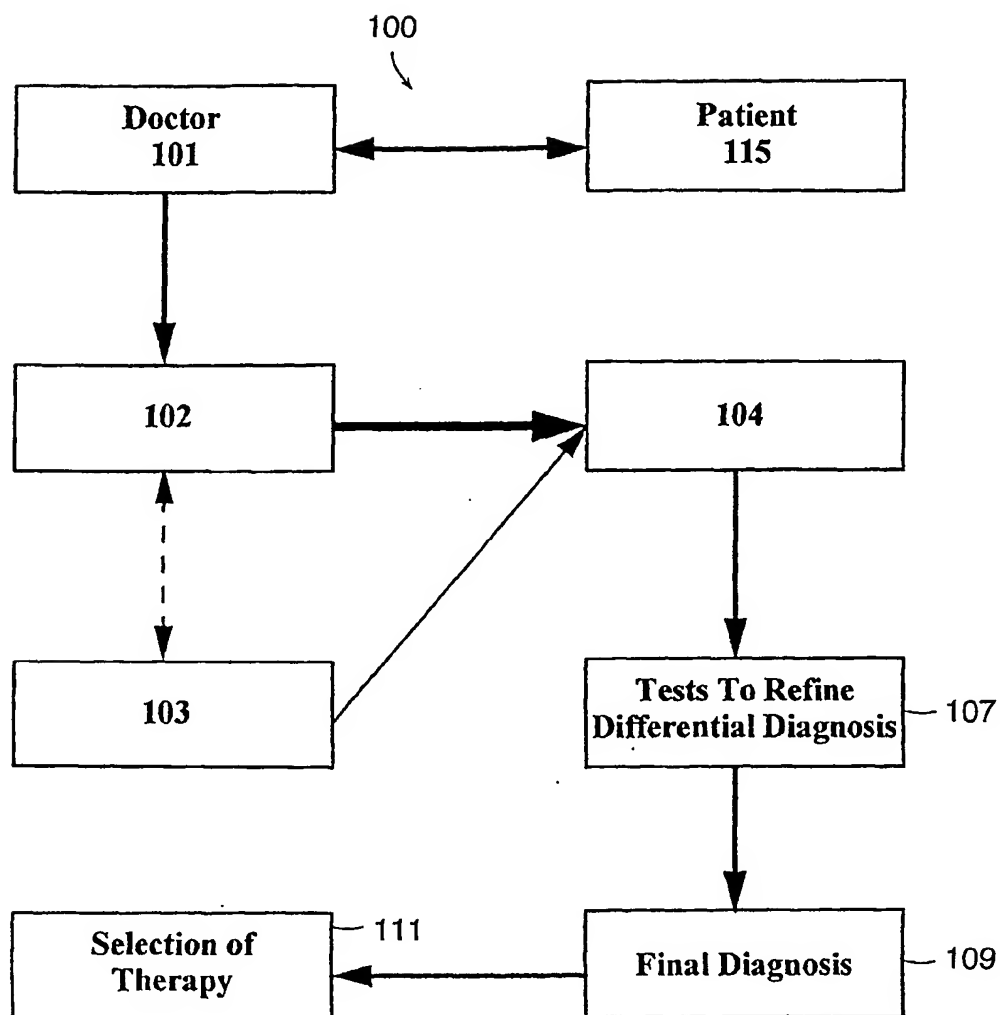 100
Doctor
101
Patient
115
102
104
103
Tests To Refine
Differential Diagnosis
107
Selection of
Therapy
111
Final Diagnosis
109